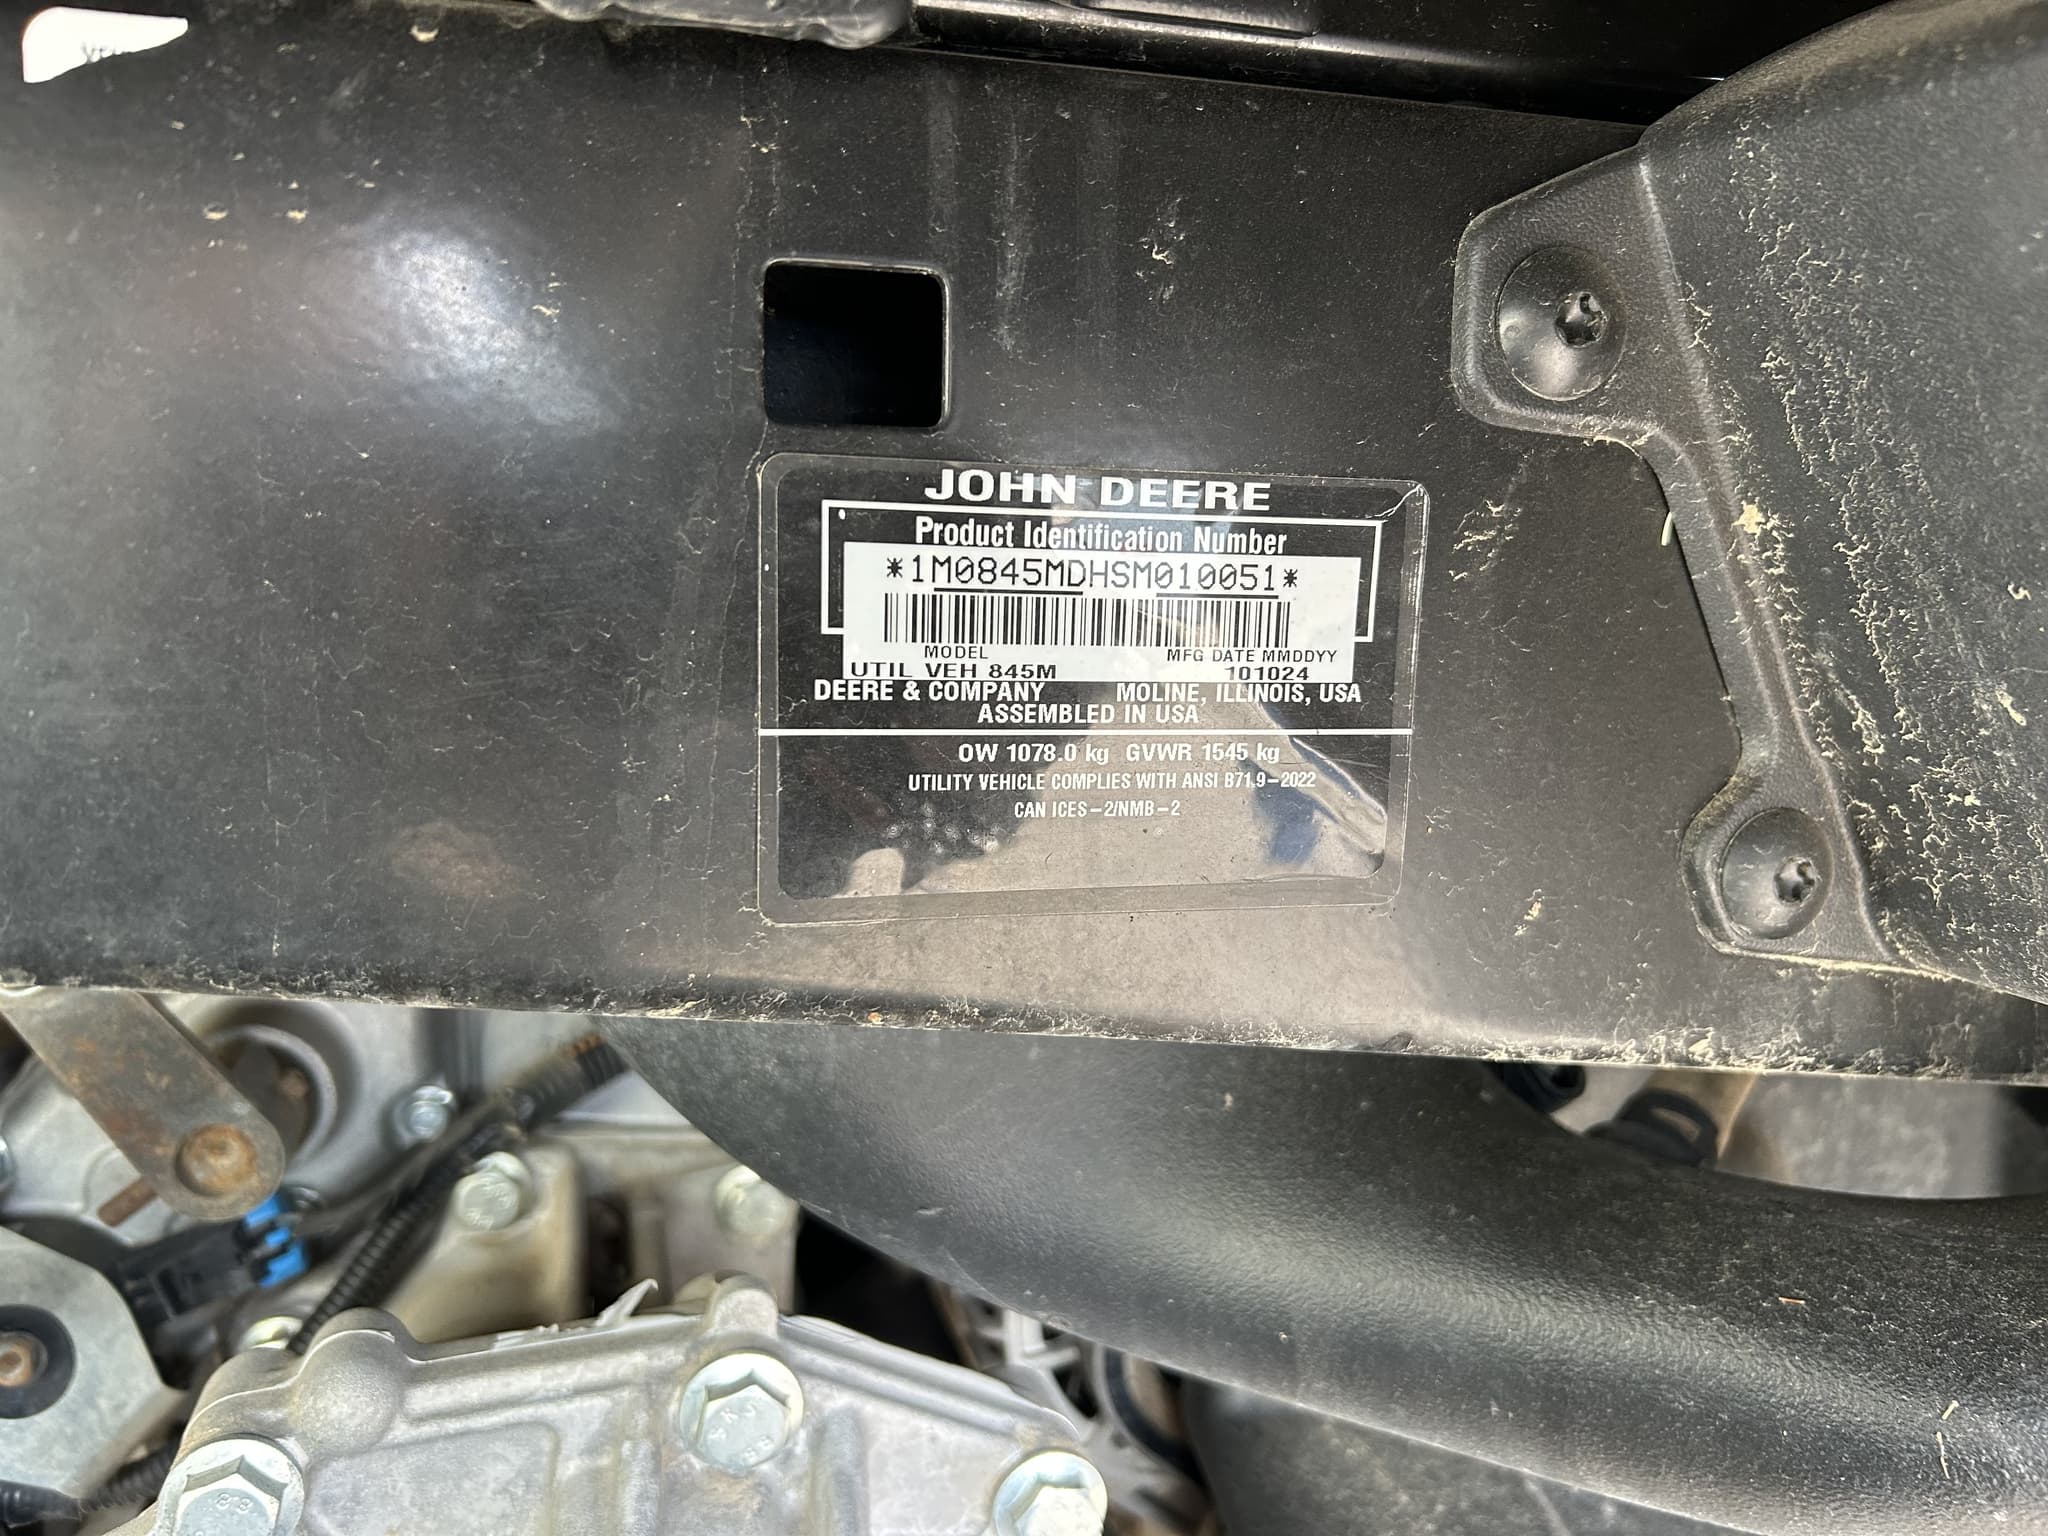 JOHN DEERE
Product Identification Number
*1M0845MDHSM010051*
MODEL MFG DATE MMDDYY
UTIL VEH 845M 101024
DEERE & COMPANY MOLINE, ILLINOIS, USA
ASSEMBLED IN USA
OW 1078.0 kg GVWR 1545 kg
UTILITY VEHICLE COMPLIES WITH ANSI B71.9-2022
CAN ICES-2/NMB-2
8.8